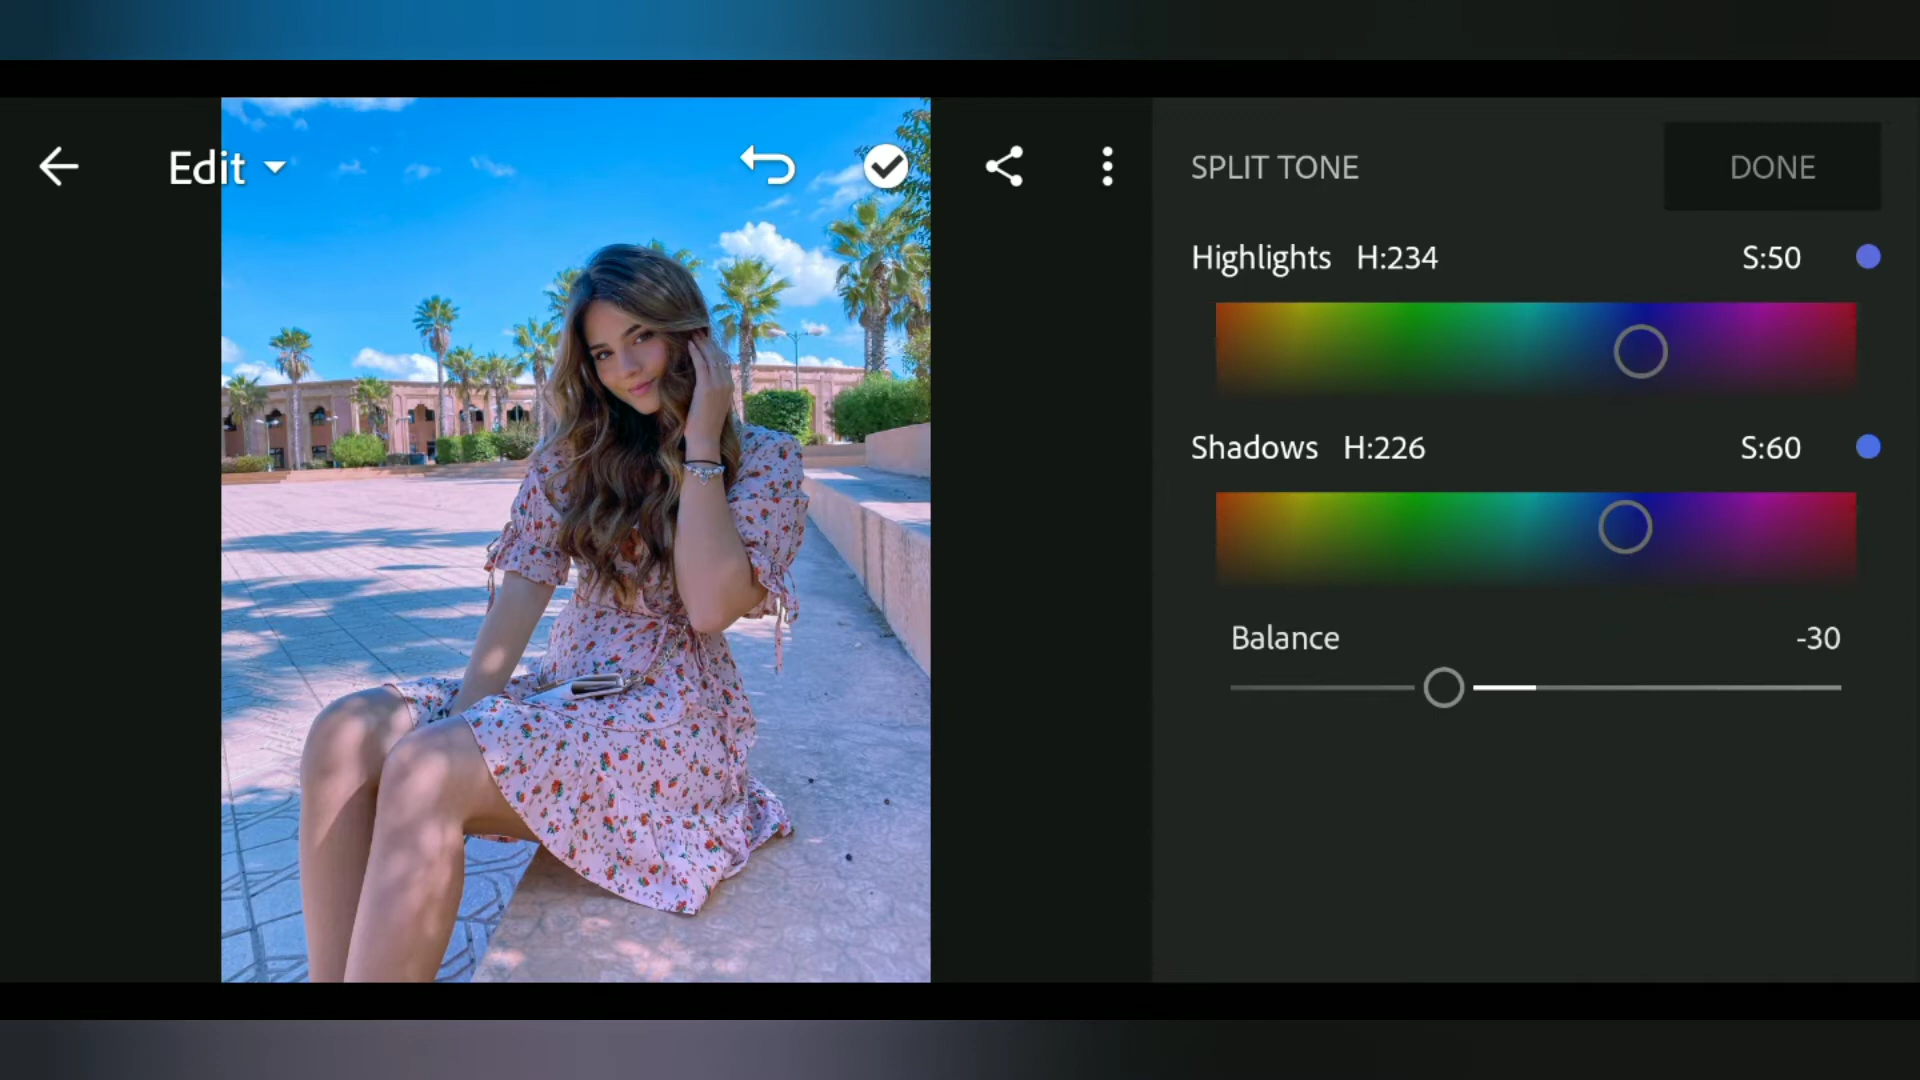 Edit
SPLIT TONE
DONE
Highlights H:234 S:50
Shadows H:226 S:60
Balance -30